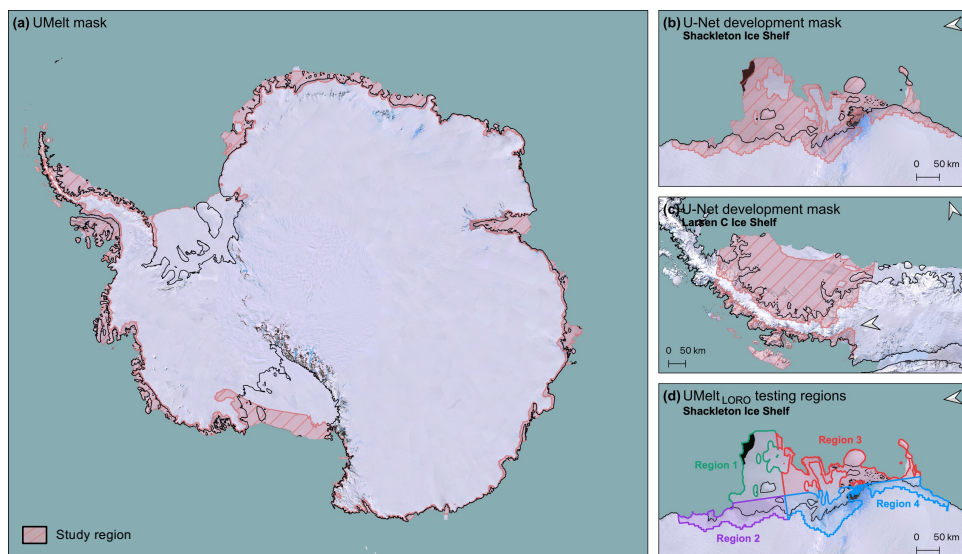 (a) UMelt mask
Study region
(b) U-Net development mask
Shackleton Ice Shelf
0 50 km
(c) U-Net development mask
Larsen C Ice Shelf
0 50 km
(d) UMelt LORO testing regions
Shackleton Ice Shelf
Region 3
Region 1
Region 4
Region 2
0 50 km